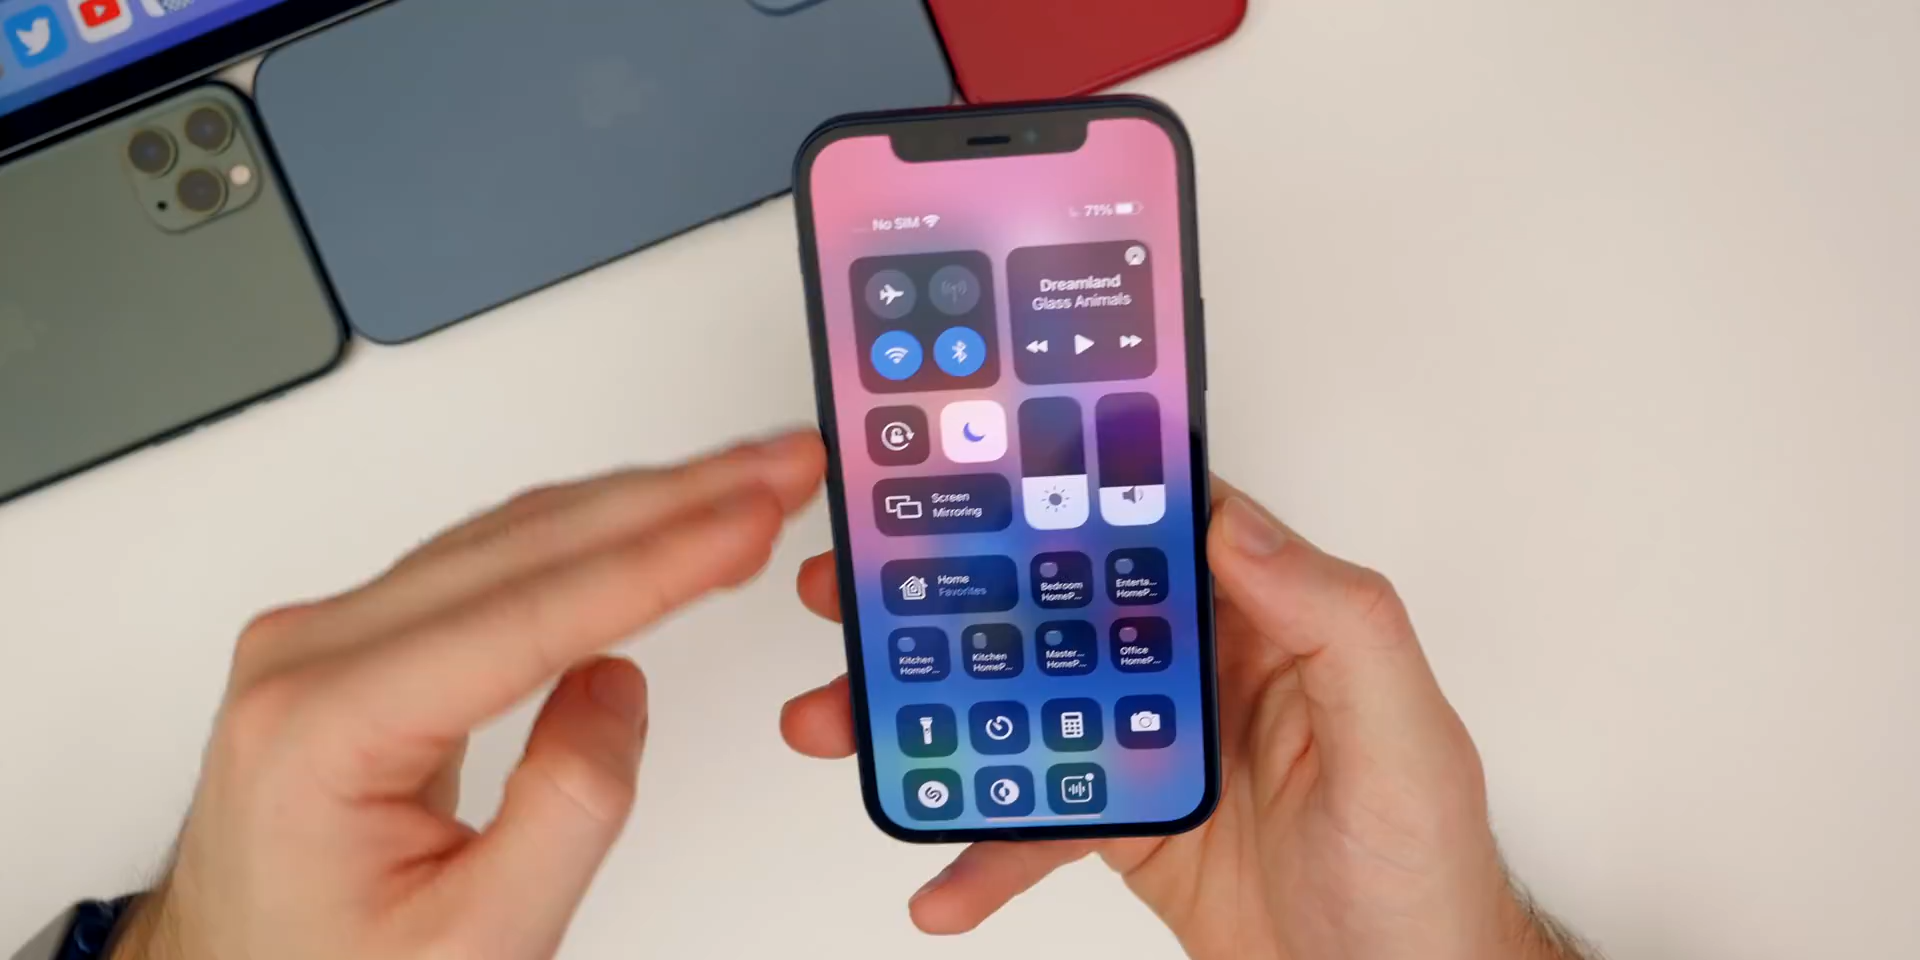 No SIM
71%
Dreamland
Glass Animals
Screen
Mirroring
Home
Favorites
Bedroom
HomeP...
Enterta...
HomeP...
Kitchen
HomeP...
Kitchen
HomeP...
Master...
HomeP...
Office
HomeP...